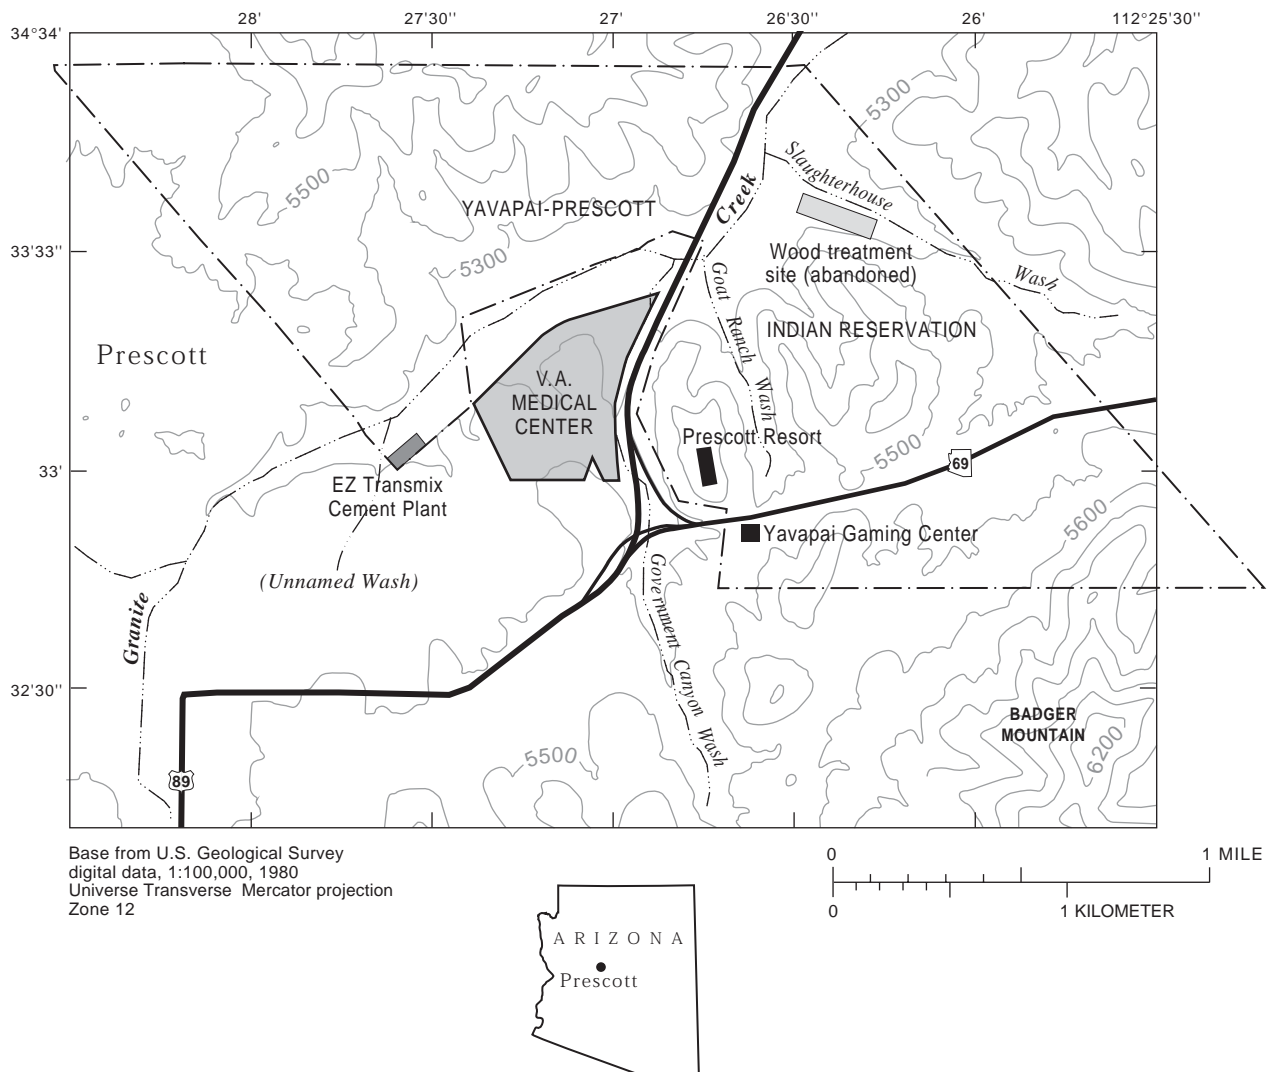 28'
27'30''
27'
26'30''
26'
112°25'30''
34°34'
5300
Slaughterhouse
5500
Creek
YAVAPAI-PRESCOTT
33'33''
5300
Wood treatment
site (abandoned)
Wash
Goat Ranch Wash
INDIAN RESERVATION
Prescott
V.A.
MEDICAL
CENTER
Prescott Resort
5500
69
33'
EZ Transmix
Cement Plant
5600
Yavapai Gaming Center
(Unnamed Wash)
Granite
Government Canyon Wash
32'30''
BADGER
MOUNTAIN
6200
5500
89
Base from U.S. Geological Survey
digital data, 1:100,000, 1980
Universe Transverse Mercator projection
Zone 12
0
1 MILE
0
1 KILOMETER
ARIZONA
Prescott